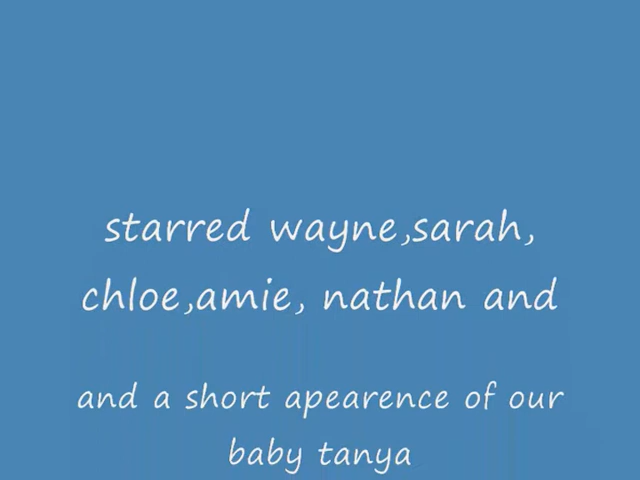 starred wayne,sarah,
chloe,amie, nathan and
and a short apearence of our
baby tanya